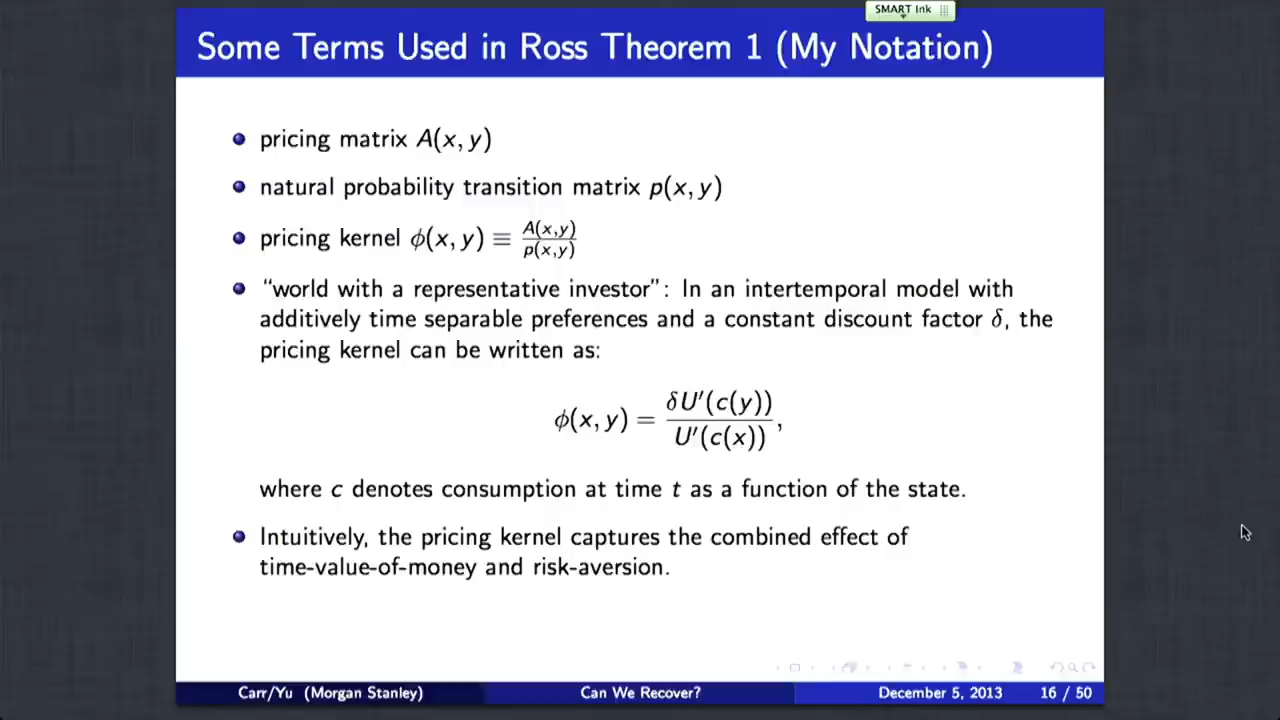 SMART Ink
Some Terms Used in Ross Theorem 1 (My Notation)
pricing matrix A(x, y)
natural probability transition matrix p(x, y)
pricing kernel ϕ(x, y) ≡ A(x,y)/p(x,y)
“world with a representative investor”: In an intertemporal model with
additively time separable preferences and a constant discount factor δ, the
pricing kernel can be written as:
ϕ(x, y) = δU′(c(y))/U′(c(x)),
where c denotes consumption at time t as a function of the state.
Intuitively, the pricing kernel captures the combined effect of
time-value-of-money and risk-aversion.
Carr/Yu (Morgan Stanley) Can We Recover? December 5, 2013 16 / 50